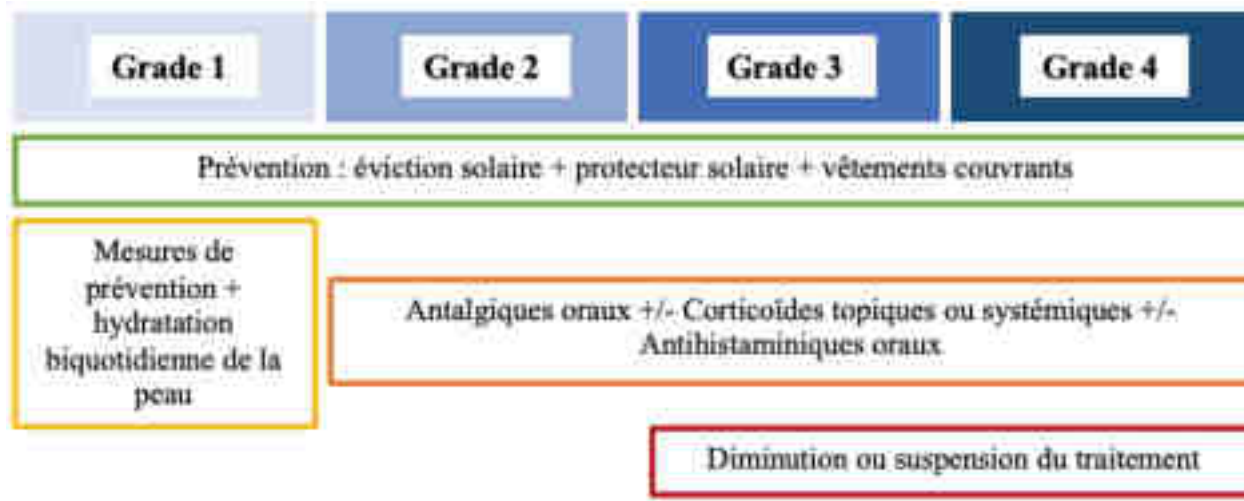 Grade 1
Grade 2
Grade 3
Grade 4
Prévention : éviction solaire + protecteur solaire + vêtements couvrants
Mesures de
prévention +
hydratation
biquotidienne de la
peau
Antalgiques oraux +/- Corticoïdes topiques ou systémiques +/-
Antihistaminiques oraux
Diminution ou suspension du traitement